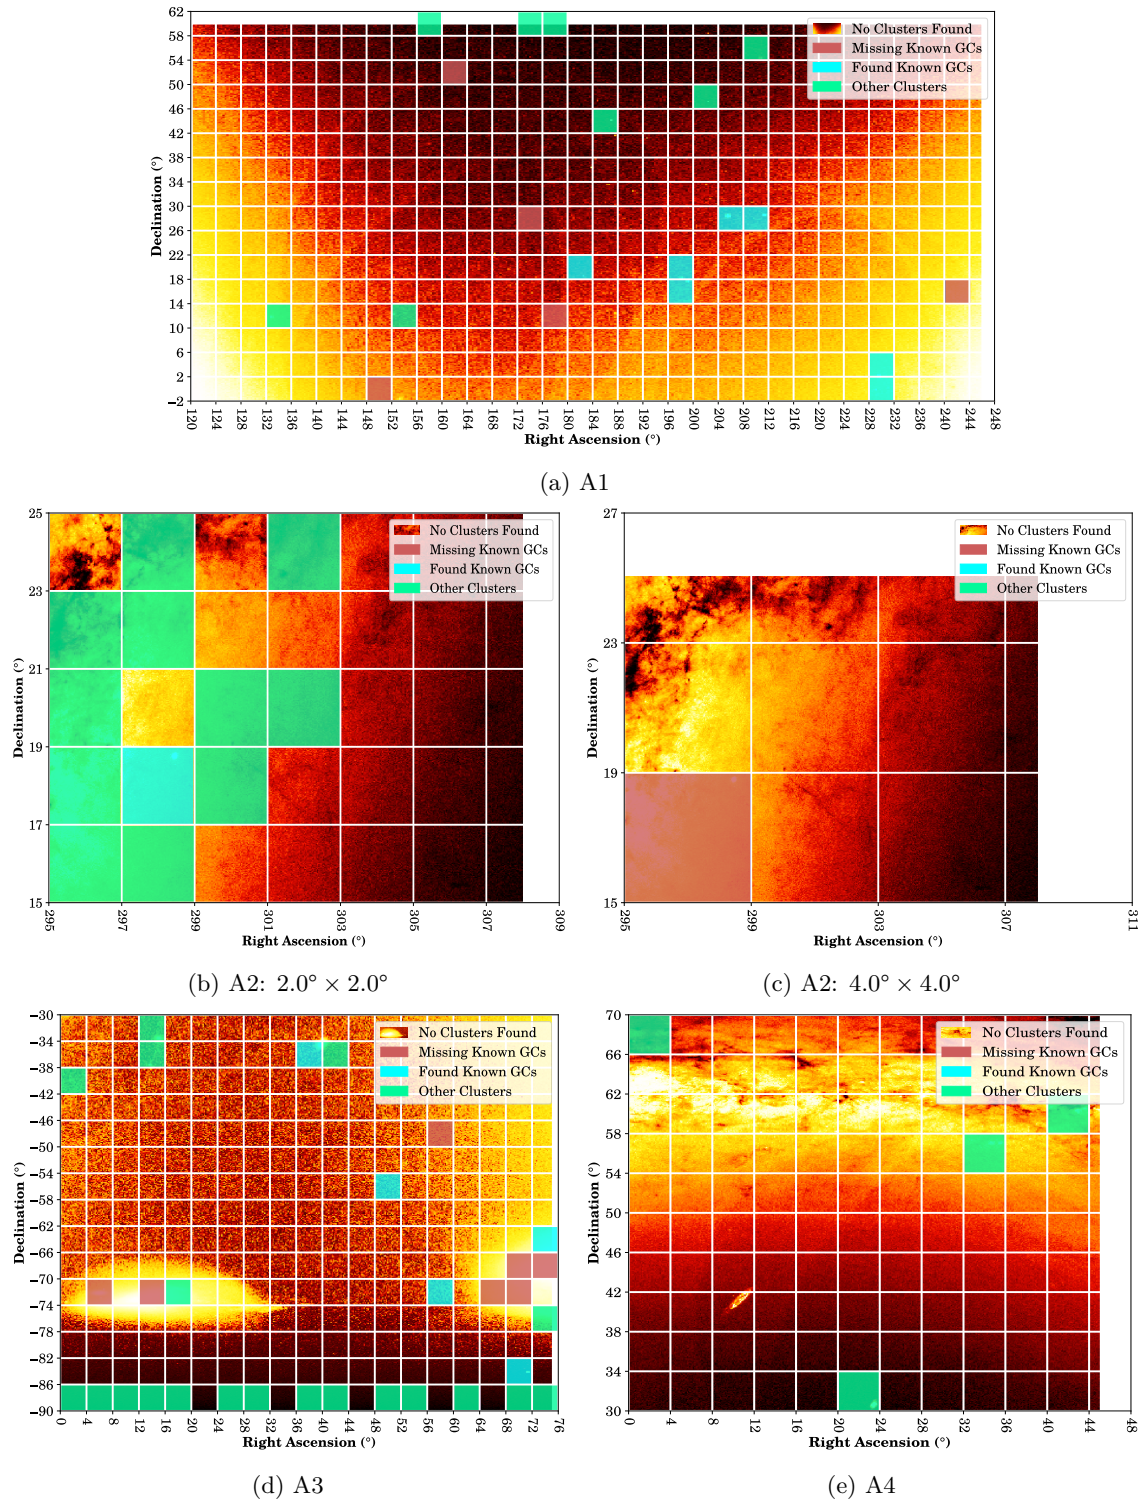 62
58
54
50
46
42
38
34
30
26
22
18
14
10
6
2
−2
Declination (°)
No Clusters Found
Missing Known GCs
Found Known GCs
Other Clusters
120 124 128 132 136 140 144 148 152 156 160 164 168 172 176 180 184 188 192 196 200 204 208 212 216 220 224 228 232 236 240 244 248
Right Ascension (°)
(a) A1
25
23
21
19
17
15
Declination (°)
No Clusters Found
Missing Known GCs
Found Known GCs
Other Clusters
295 297 299 301 303 305 307 309
Right Ascension (°)
(b) A2: 2.0° × 2.0°
27
23
19
15
Declination (°)
No Clusters Found
Missing Known GCs
Found Known GCs
Other Clusters
295 299 303 307 311
Right Ascension (°)
(c) A2: 4.0° × 4.0°
−30
−34
−38
−42
−46
−50
−54
−58
−62
−66
−70
−74
−78
−82
−86
−90
Declination (°)
No Clusters Found
Missing Known GCs
Found Known GCs
Other Clusters
0 4 8 12 16 20 24 28 32 36 40 44 48 52 56 60 64 68 72 76
Right Ascension (°)
(d) A3
70
66
62
58
54
50
46
42
38
34
30
Declination (°)
No Clusters Found
Missing Known GCs
Found Known GCs
Other Clusters
0 4 8 12 16 20 24 28 32 36 40 44 48
Right Ascension (°)
(e) A4